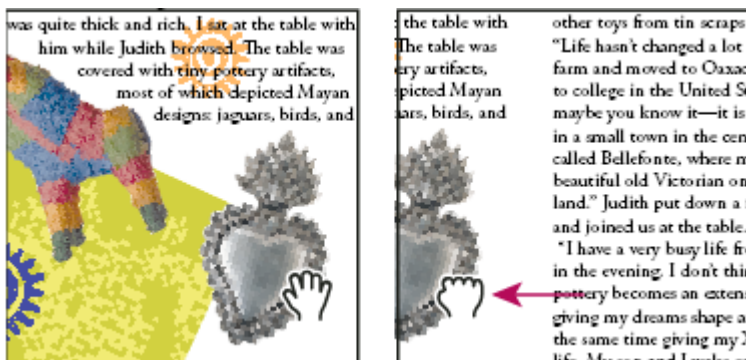 was quite thick and rich. I sat at the table with
him while Judith browsed. The table was
covered with tiny pottery artifacts,
most of which depicted Mayan
designs: jaguars, birds, and
the table with
The table was
ery artifacts,
picted Mayan
ars, birds, and
other toys from tin scraps
“Life hasn’t changed a lot
farm and moved to Oaxac
to college in the United S
maybe you know it—it is
in a small town in the cen
called Bellefonte, where m
beautiful old Victorian on
land.” Judith put down a
and joined us at the table.
“I have a very busy life fro
in the evening. I don’t thin
pottery becomes an extens
giving my dreams shape a
the same time giving my